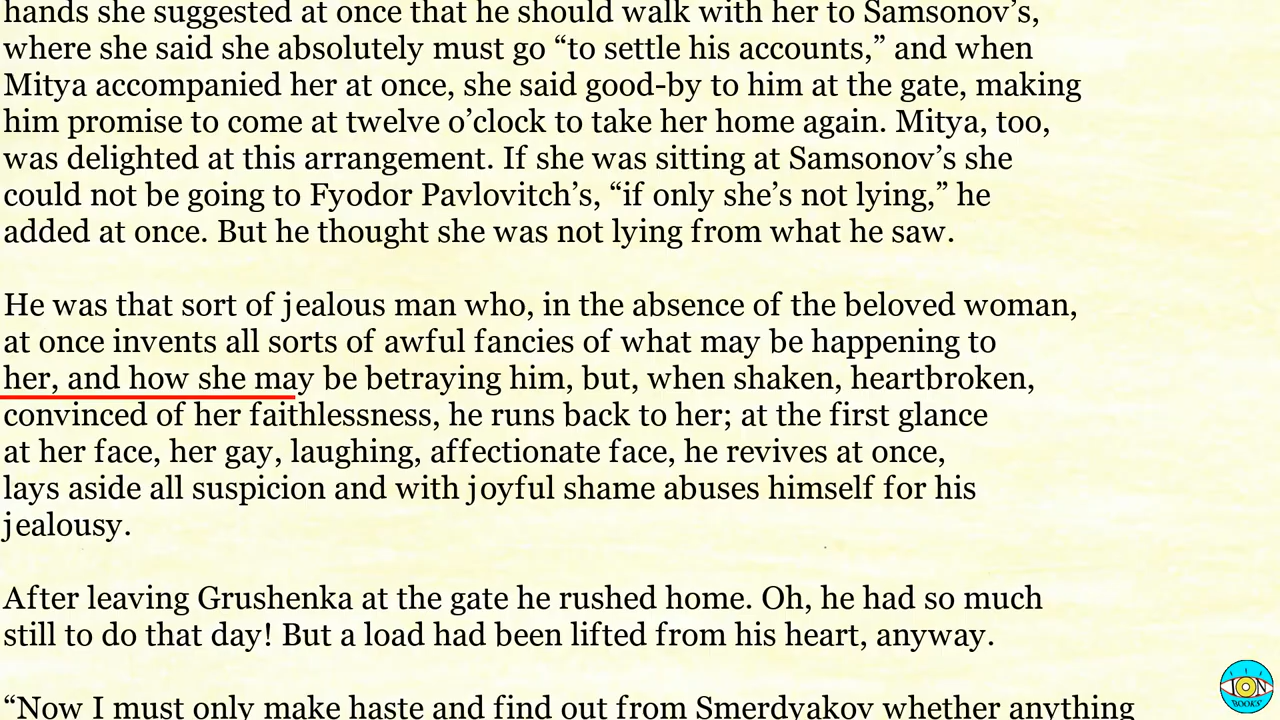 hands she suggested at once that he should walk with her to Samsonov’s,
where she said she absolutely must go “to settle his accounts,” and when
Mitya accompanied her at once, she said good-by to him at the gate, making
him promise to come at twelve o’clock to take her home again. Mitya, too,
was delighted at this arrangement. If she was sitting at Samsonov’s she
could not be going to Fyodor Pavlovitch’s, “if only she’s not lying,” he
added at once. But he thought she was not lying from what he saw.
He was that sort of jealous man who, in the absence of the beloved woman,
at once invents all sorts of awful fancies of what may be happening to
her, and how she may be betraying him, but, when shaken, heartbroken,
convinced of her faithlessness, he runs back to her; at the first glance
at her face, her gay, laughing, affectionate face, he revives at once,
lays aside all suspicion and with joyful shame abuses himself for his
jealousy.
After leaving Grushenka at the gate he rushed home. Oh, he had so much
still to do that day! But a load had been lifted from his heart, anyway.
“Now I must only make haste and find out from Smerdyakov whether anything
ION
BOOKS